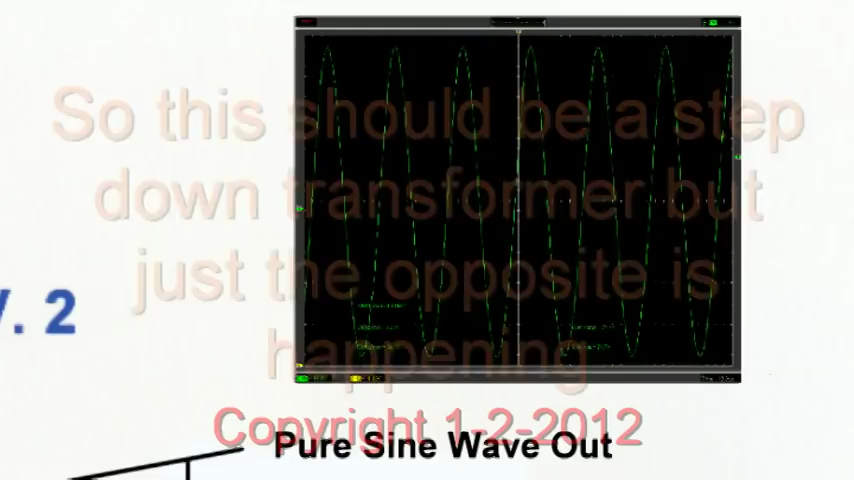 So this should be a step
down transformer but
just the opposite is
. 2
happening
Copyright 1-2-2012
Pure Sine Wave Out